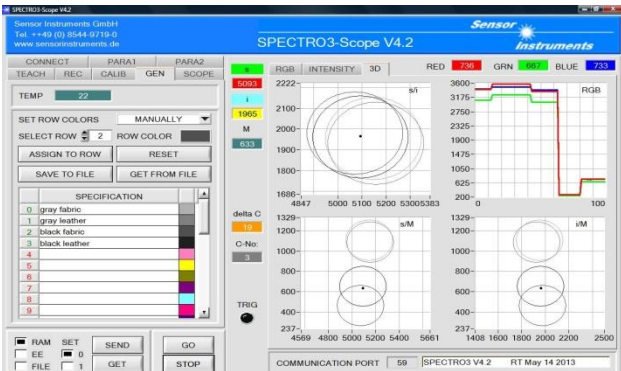 SPECTRO3-Scope V4.2
Sensor Instruments GmbH
Tel. ++49 (0) 8544-9719-0
www.sensorinstruments.de
SPECTRO3-Scope V4.2
Sensor
Instruments
CONNECT PARA1 PARA2
TEACH REC CALIB GEN SCOPE
TEMP 22
SET ROW COLORS MANUALLY
SELECT ROW 2 ROW COLOR
ASSIGN TO ROW RESET
SAVE TO FILE GET FROM FILE
SPECIFICATION
0 gray fabric
1 gray leather
2 black fabric
3 black leather
4
5
6
7
8
9
RAM SET
EE 0
FILE 1
SEND
GET
GO
STOP
s
5093
i
1965
M
633
delta C
19
C-No:
3
TRIG
RGB INTENSITY 3D RED 736 GRN 667 BLUE 733
2222
2100
2000
1900
1800
1686
s/i
4847 5000 5100 5200 5300 5383
3600
3175
2750
2325
1900
1475
1050
625
200
RGB
0 100
1329
1200
1000
800
600
400
237
s/M
4569 4800 5000 5200 5400 5661
1329
1200
1000
800
600
400
237
i/M
1408 1600 1800 2000 2200 2500
COMMUNICATION PORT 59 SPECTRO3 V4.2 RT May 14 2013